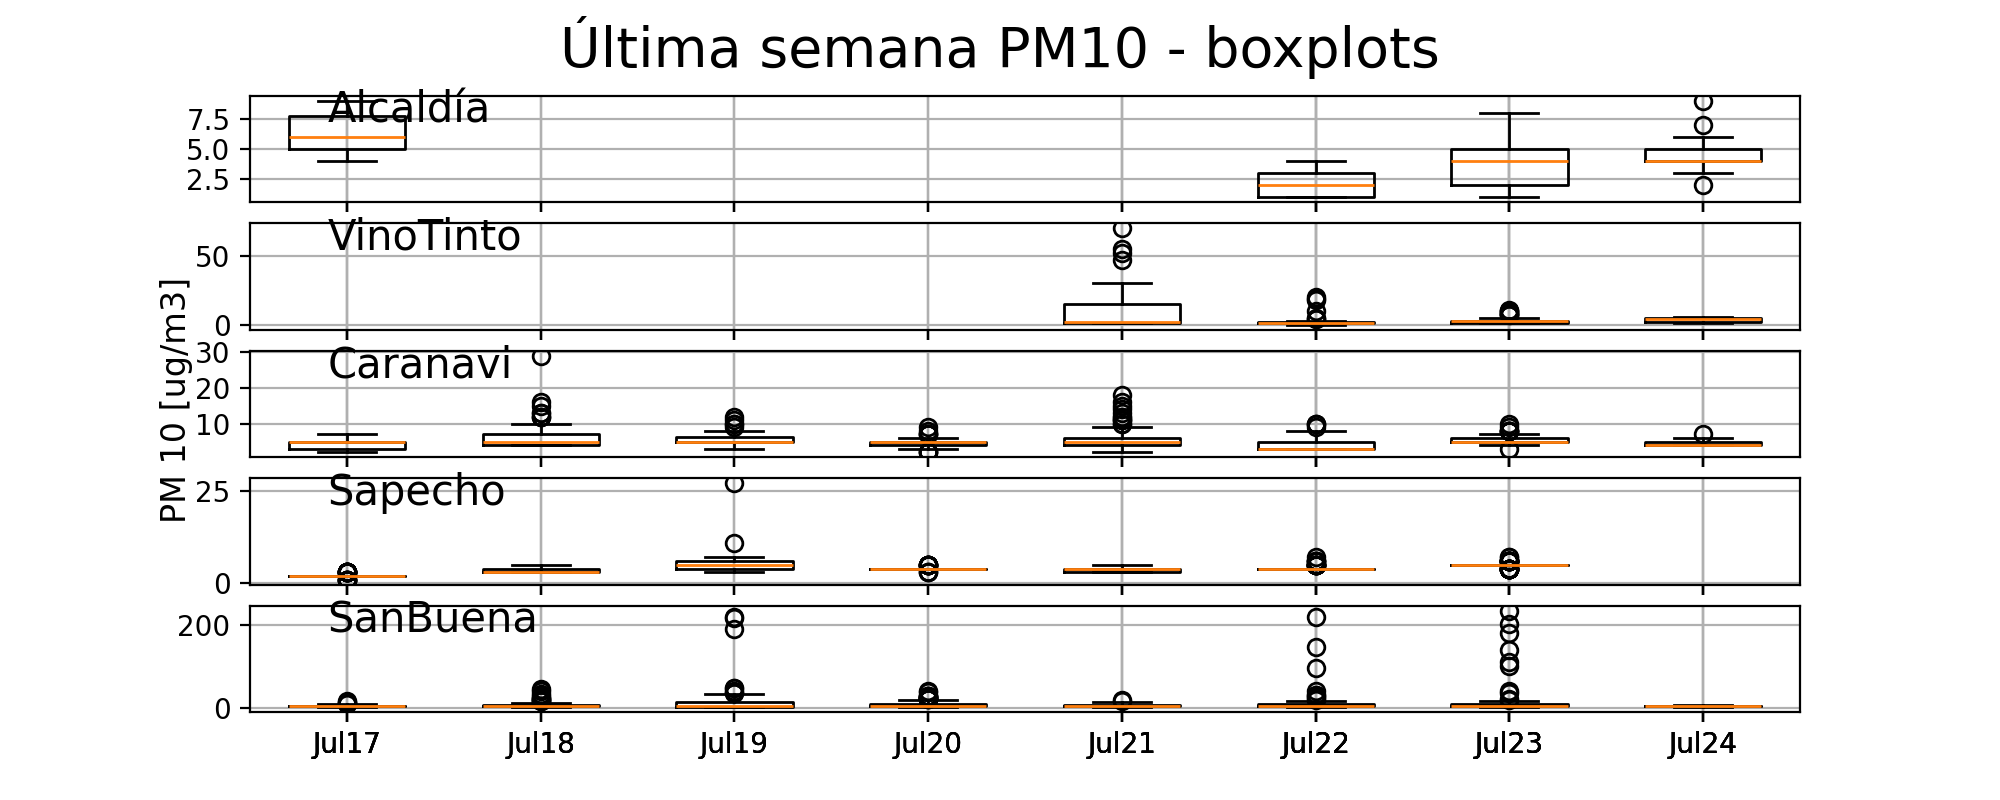 Última semana PM10 - boxplots
Alcaldía
7.5
5.0
2.5
VinoTinto
50
0
PM 10 [ug/m3]
Caranavi
30
20
10
Sapecho
25
0
SanBuena
200
0
Jul17 Jul18 Jul19 Jul20 Jul21 Jul22 Jul23 Jul24